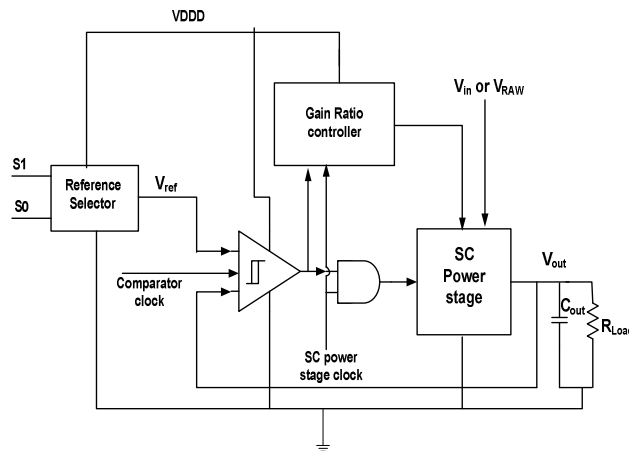 VDDD
Gain Ratio
controller
Vin or VRAW
S1
S0
Reference
Selector
Vref
Comparator
clock
SC
Power
stage
Vout
Cout
RLoad
SC power
stage clock